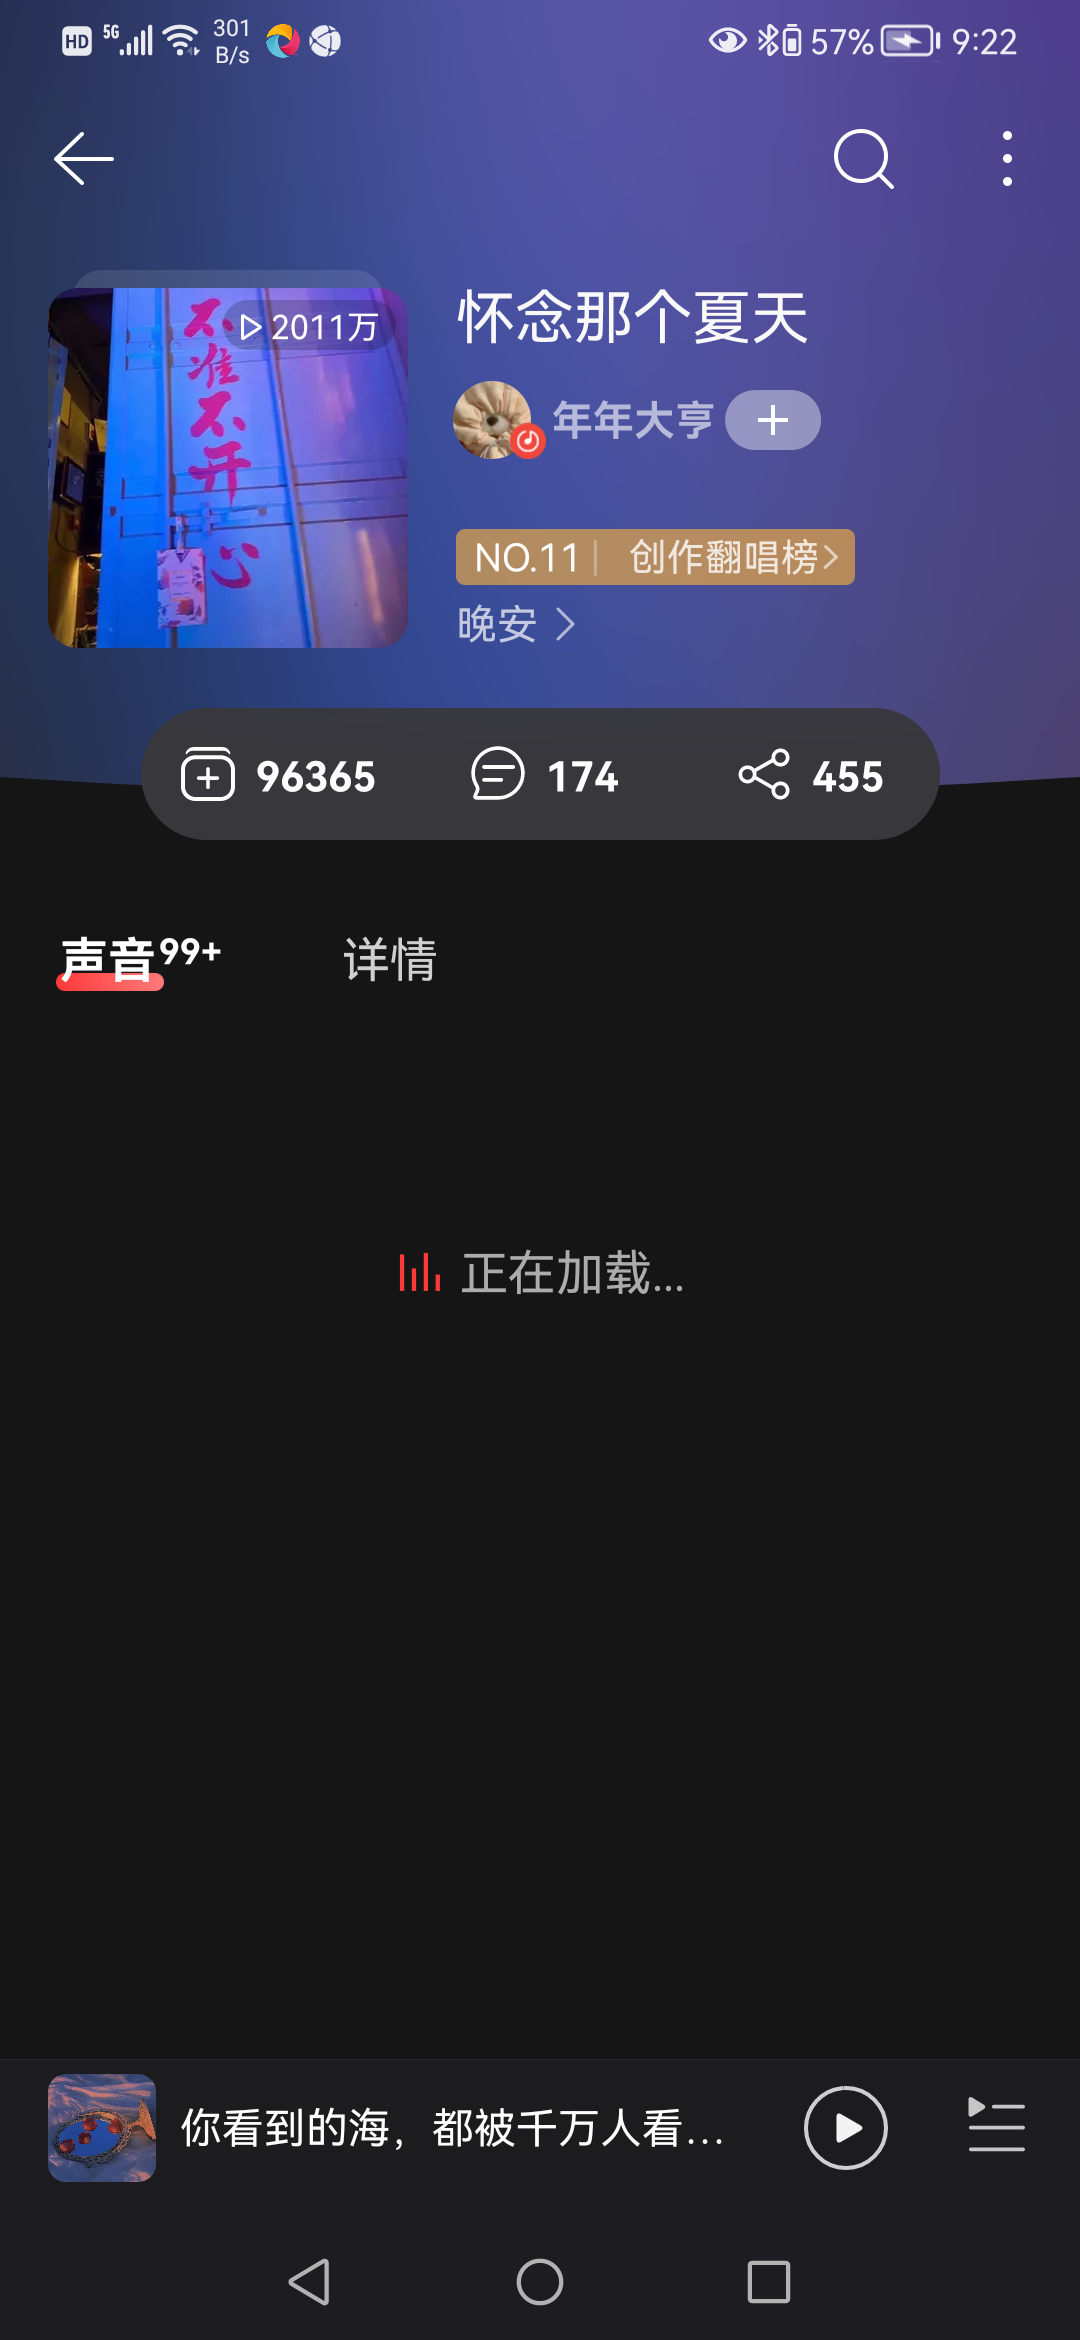 HD 5G 301 B/s 57% 9:22
不准不开心
2011万
怀念那个夏天
年年大亨
NO.11 创作翻唱榜
晚安
96365 174 455
声音 99+ 详情
正在加载...
你看到的海，都被千万人看...